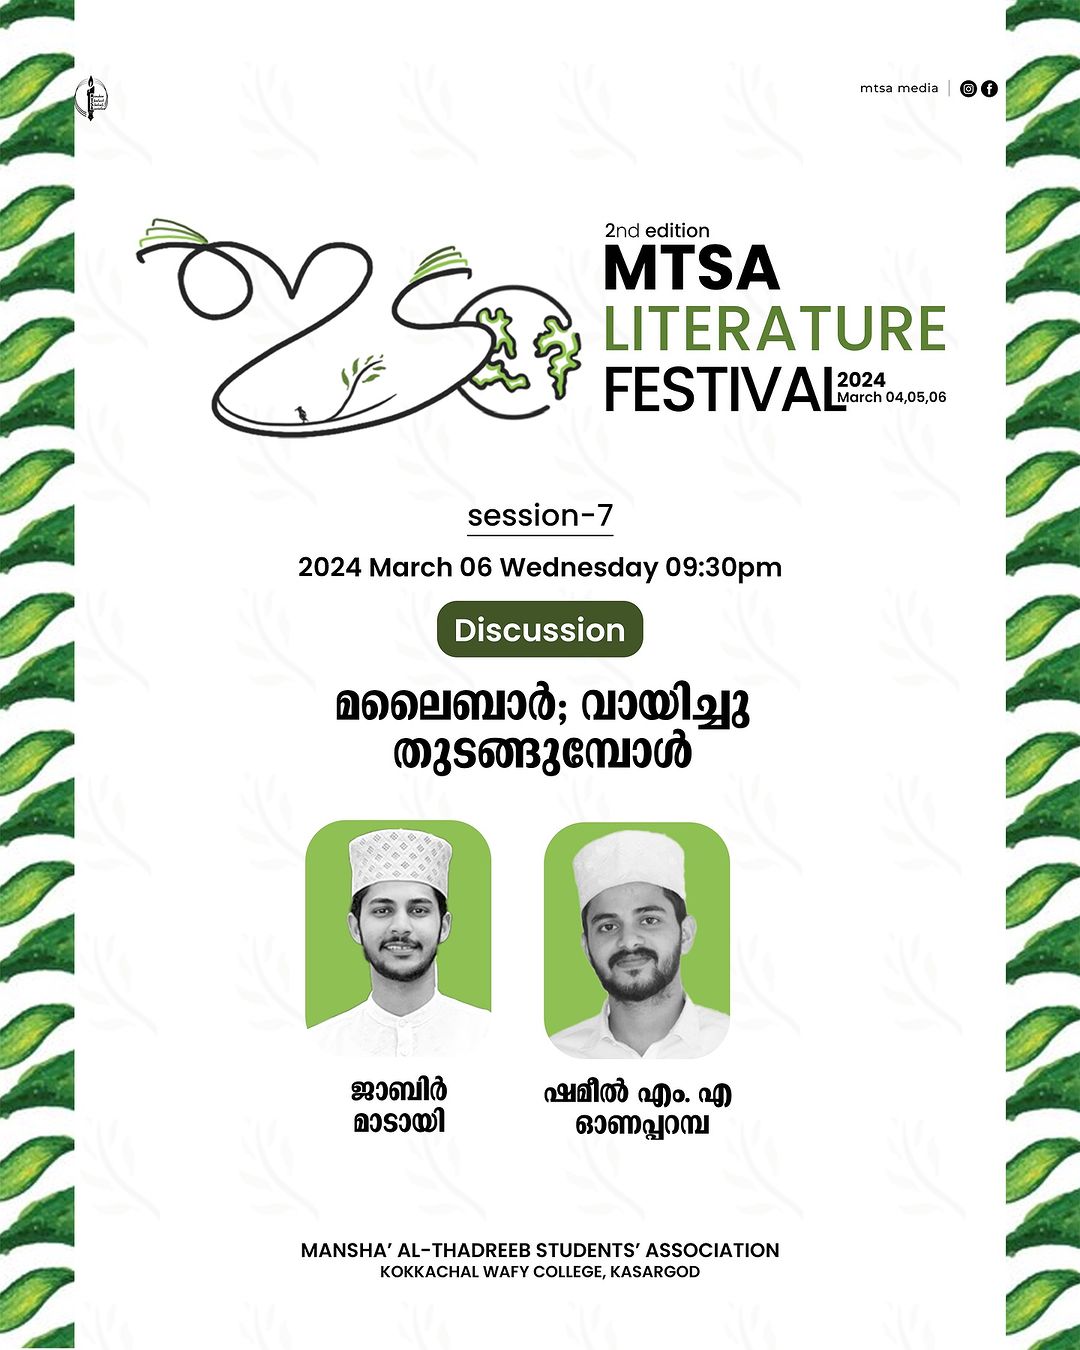 mtsa media
2nd edition
MTSA
LITERATURE
FESTIVAL
2024
March 04,05,06
session-7
2024 March 06 Wednesday 09:30pm
Discussion
മലൈബാർ; വായിച്ചു
തുടങ്ങുമ്പോൾ
ജാബിർ
മാടായി
ഷമീൽ എം. എ
ഓണപ്പറമ്പ
MANSHA’ AL-THADREEB STUDENTS’ ASSOCIATION
KOKKACHAL WAFY COLLEGE, KASARGOD